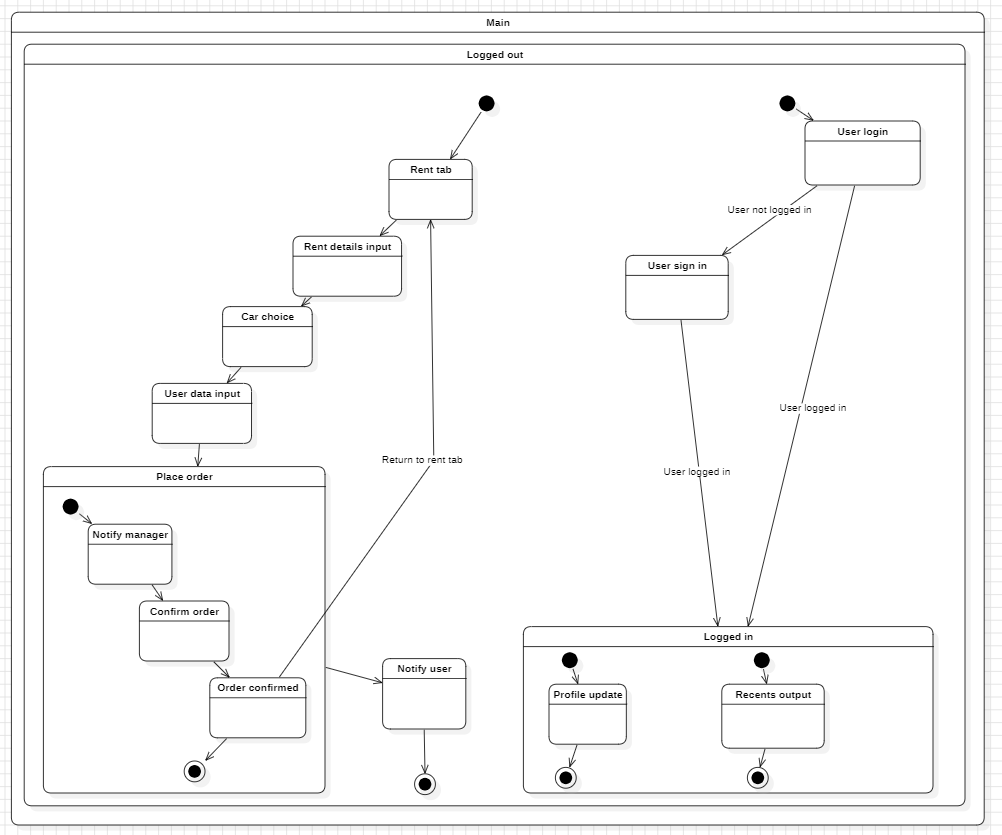 Main
Logged out
User login
Rent tab
User not logged in
Rent details input
User sign in
Car choice
User data input
User logged in
Return to rent tab
User logged in
Place order
Notify manager
Confirm order
Order confirmed
Notify user
Logged in
Profile update
Recents output